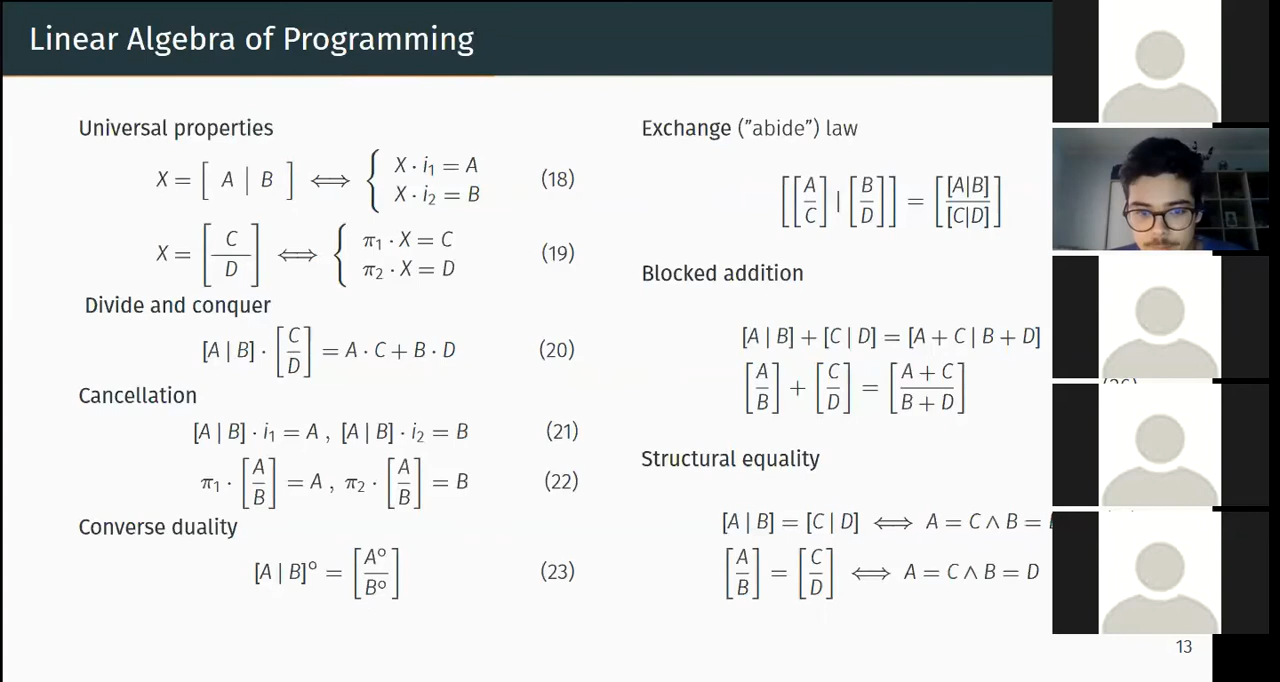 Linear Algebra of Programming
Universal properties
X = [ A | B ] ⟺ { X · i₁ = A
X · i₂ = B (18)
X = [ C / D ] ⟺ { π₁ · X = C
π₂ · X = D (19)
Divide and conquer
[A | B] · [ C / D ] = A · C + B · D (20)
Cancellation
[A | B] · i₁ = A , [A | B] · i₂ = B (21)
π₁ · [ A / B ] = A , π₂ · [ A / B ] = B (22)
Converse duality
[A | B]° = [ A° / B° ] (23)
Exchange (”abide”) law
[[ A / C ] | [ B / D ]] = [ [A|B] / [C|D] ]
Blocked addition
[A | B] + [C | D] = [A + C | B + D]
[ A / B ] + [ C / D ] = [ A + C / B + D ]
Structural equality
[A | B] = [C | D] ⟺ A = C ∧ B =
[ A / B ] = [ C / D ] ⟺ A = C ∧ B = D
13